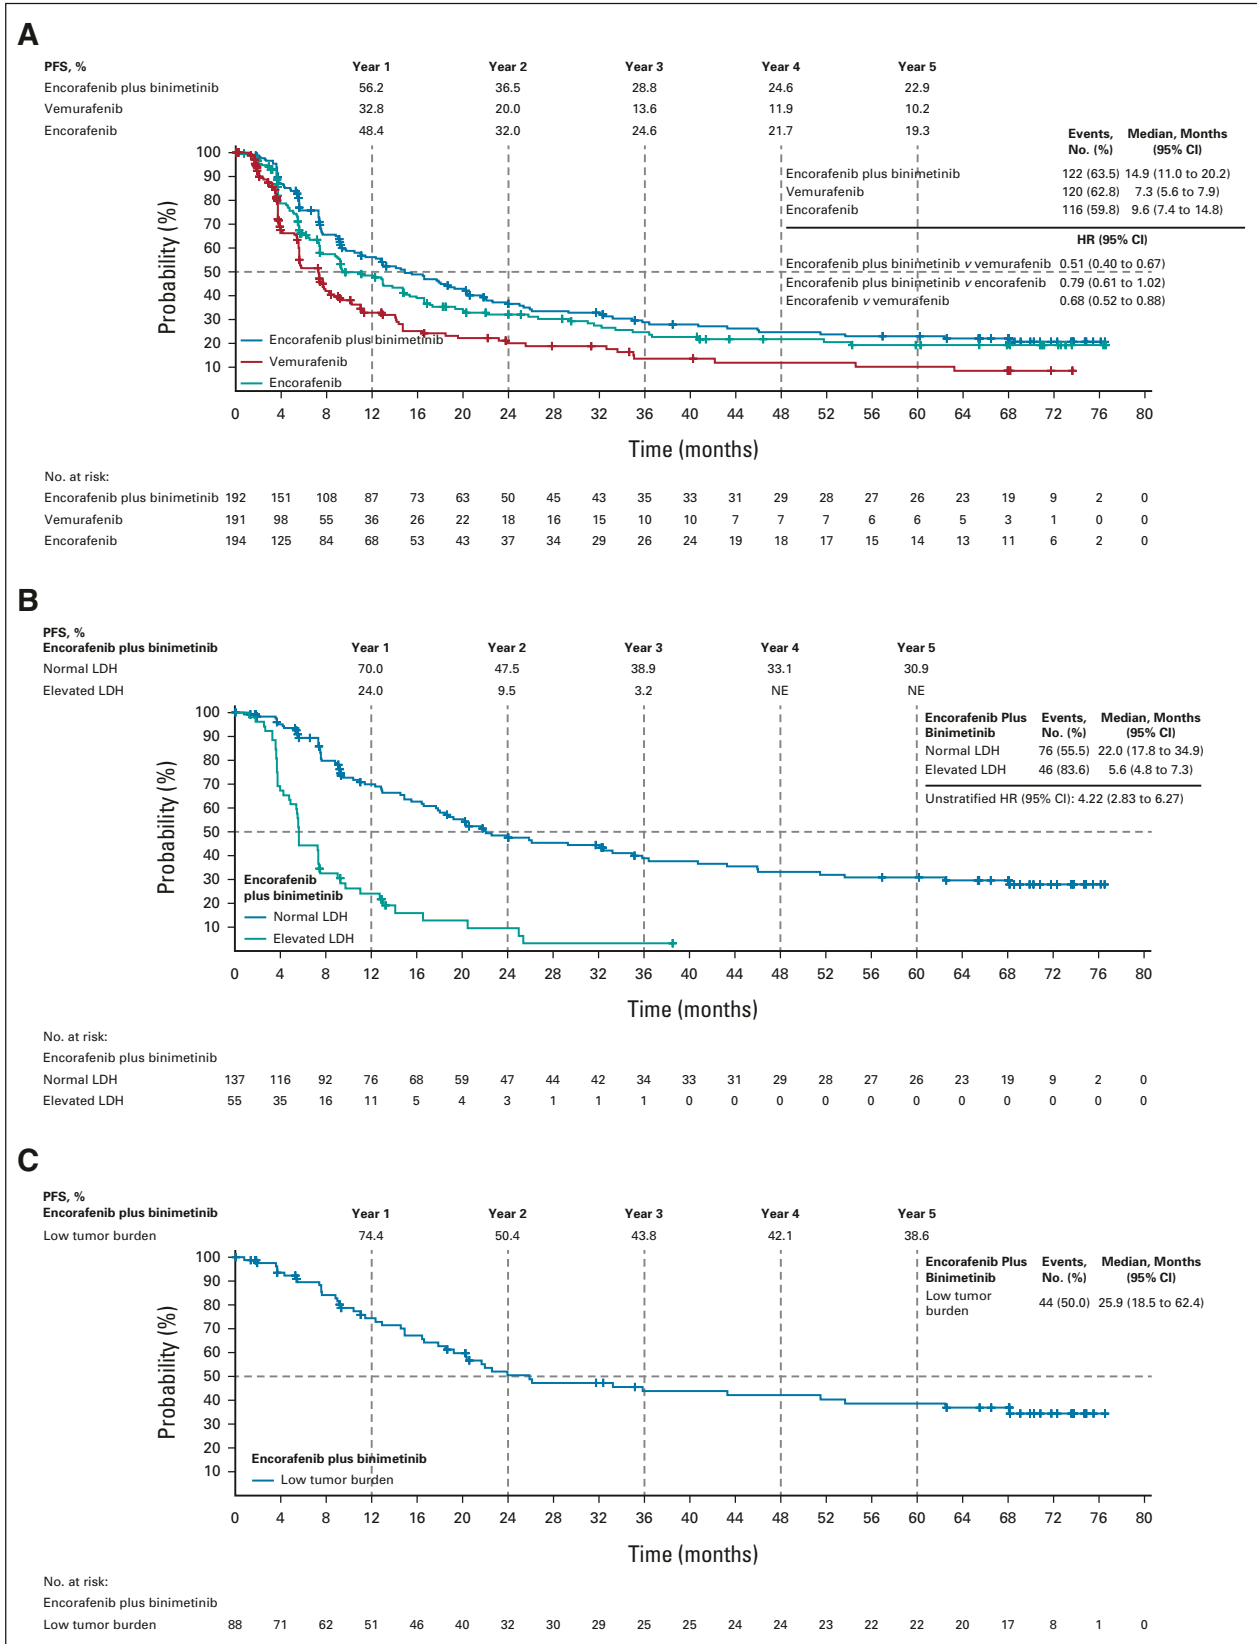 A
PFS, % Year 1 Year 2 Year 3 Year 4 Year 5
Encorafenib plus binimetinib 56.2 36.5 28.8 24.6 22.9
Vemurafenib 32.8 20.0 13.6 11.9 10.2
Encorafenib 48.4 32.0 24.6 21.7 19.3
Events, No. (%) Median, Months (95% CI)
Encorafenib plus binimetinib 122 (63.5) 14.9 (11.0 to 20.2)
Vemurafenib 120 (62.8) 7.3 (5.6 to 7.9)
Encorafenib 116 (59.8) 9.6 (7.4 to 14.8)
HR (95% CI)
Encorafenib plus binimetinib v vemurafenib 0.51 (0.40 to 0.67)
Encorafenib plus binimetinib v encorafenib 0.79 (0.61 to 1.02)
Encorafenib v vemurafenib 0.68 (0.52 to 0.88)
Probability (%)
100
90
80
70
60
50
40
30
20
10
Encorafenib plus binimetinib
Vemurafenib
Encorafenib
0 4 8 12 16 20 24 28 32 36 40 44 48 52 56 60 64 68 72 76 80
Time (months)
No. at risk:
Encorafenib plus binimetinib 192 151 108 87 73 63 50 45 43 35 33 31 29 28 27 26 23 19 9 2 0
Vemurafenib 191 98 55 36 26 22 18 16 15 10 10 7 7 7 6 6 5 3 1 0 0
Encorafenib 194 125 84 68 53 43 37 34 29 26 24 19 18 17 15 14 13 11 6 2 0
B
PFS, %
Encorafenib plus binimetinib Year 1 Year 2 Year 3 Year 4 Year 5
Normal LDH 70.0 47.5 38.9 33.1 30.9
Elevated LDH 24.0 9.5 3.2 NE NE
Encorafenib Plus Binimetinib Events, No. (%) Median, Months (95% CI)
Normal LDH 76 (55.5) 22.0 (17.8 to 34.9)
Elevated LDH 46 (83.6) 5.6 (4.8 to 7.3)
Unstratified HR (95% CI): 4.22 (2.83 to 6.27)
Probability (%)
100
90
80
70
60
50
40
30
20
10
Encorafenib
plus binimetinib
Normal LDH
Elevated LDH
0 4 8 12 16 20 24 28 32 36 40 44 48 52 56 60 64 68 72 76 80
Time (months)
No. at risk:
Encorafenib plus binimetinib
Normal LDH 137 116 92 76 68 59 47 44 42 34 33 31 29 28 27 26 23 19 9 2 0
Elevated LDH 55 35 16 11 5 4 3 1 1 1 0 0 0 0 0 0 0 0 0 0 0
C
PFS, %
Encorafenib plus binimetinib Year 1 Year 2 Year 3 Year 4 Year 5
Low tumor burden 74.4 50.4 43.8 42.1 38.6
Encorafenib Plus Binimetinib Events, No. (%) Median, Months (95% CI)
Low tumor burden 44 (50.0) 25.9 (18.5 to 62.4)
Probability (%)
100
90
80
70
60
50
40
30
20
10
Encorafenib plus binimetinib
Low tumor burden
0 4 8 12 16 20 24 28 32 36 40 44 48 52 56 60 64 68 72 76 80
Time (months)
No. at risk:
Encorafenib plus binimetinib
Low tumor burden 88 71 62 51 46 40 32 30 29 25 25 24 24 23 22 22 20 17 8 1 0